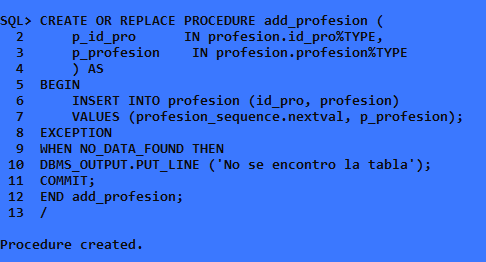 SQL> CREATE OR REPLACE PROCEDURE add_profesion (
  2      p_id_pro      IN profesion.id_pro%TYPE,
  3      p_profesion    IN profesion.profesion%TYPE
  4      ) AS
  5  BEGIN
  6      INSERT INTO profesion (id_pro, profesion)
  7      VALUES (profesion_sequence.nextval, p_profesion);
  8  EXCEPTION
  9  WHEN NO_DATA_FOUND THEN
 10  DBMS_OUTPUT.PUT_LINE ('No se encontro la tabla');
 11  COMMIT;
 12  END add_profesion;
 13  /
Procedure created.